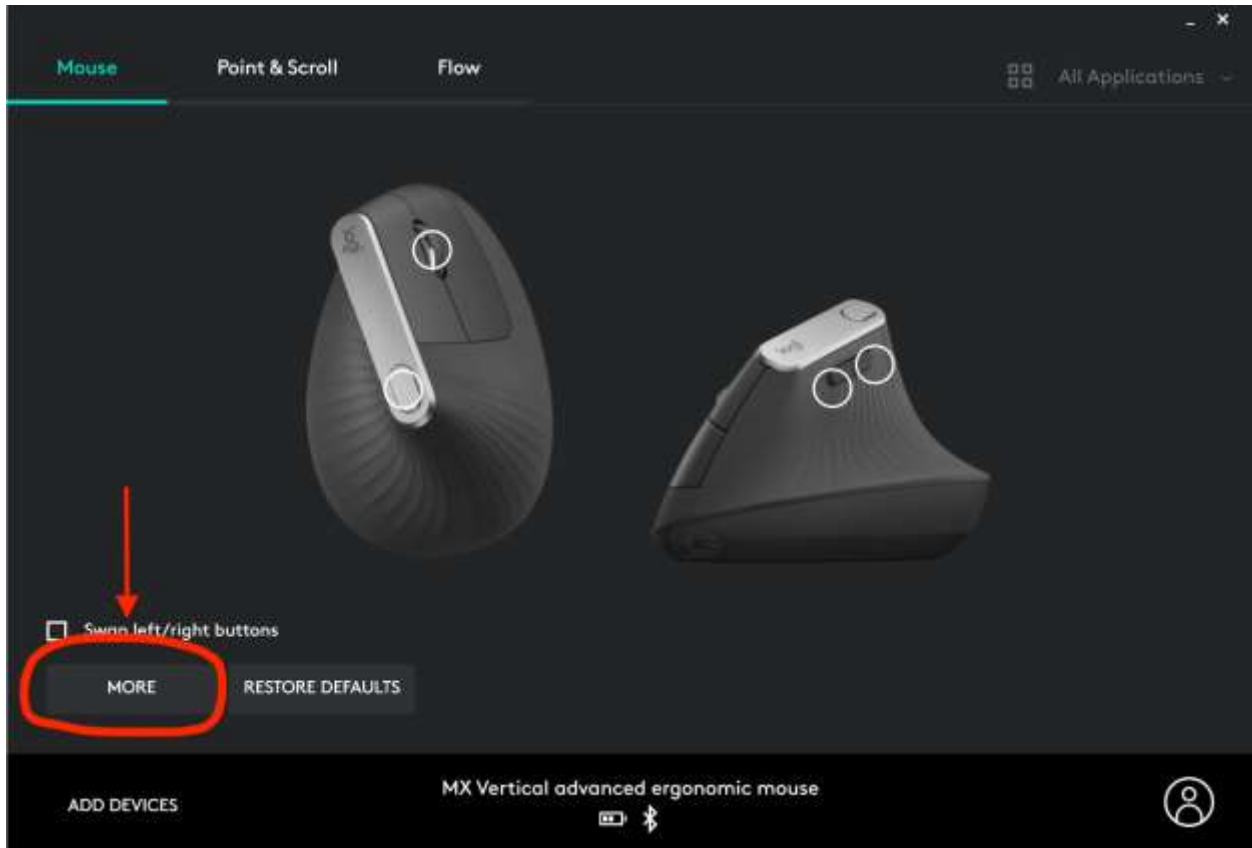 Mouse Point & Scroll Flow All Applications
Swap left/right buttons
MORE RESTORE DEFAULTS
ADD DEVICES
MX Vertical advanced ergonomic mouse